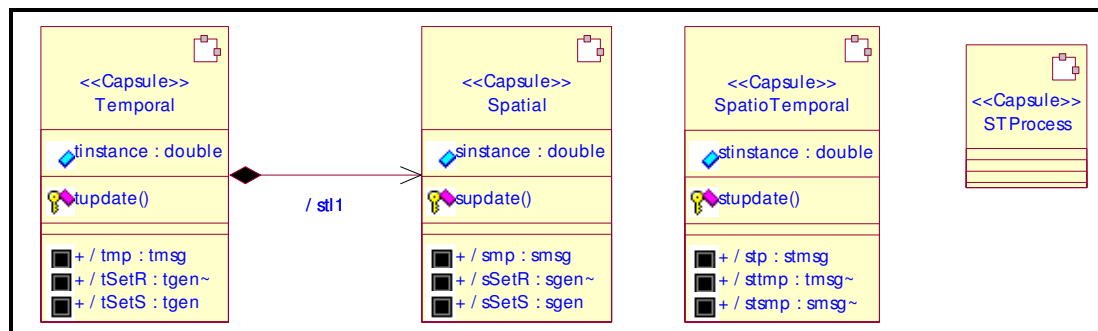 <<Capsule>>
Temporal
tinstance : double
tupdate()
+ / tmp : tmsg
+ / tSetR : tgen~
+ / tSetS : tgen
/ stl1
<<Capsule>>
Spatial
sinstance : double
supdate()
+ / smp : smsg
+ / sSetR : sgen~
+ / sSetS : sgen
<<Capsule>>
SpatioTemporal
stinstance : double
stupdate()
+ / stp : stmsg
+ / sttmp : tmsg~
+ / stsmp : smsg~
<<Capsule>>
STProcess